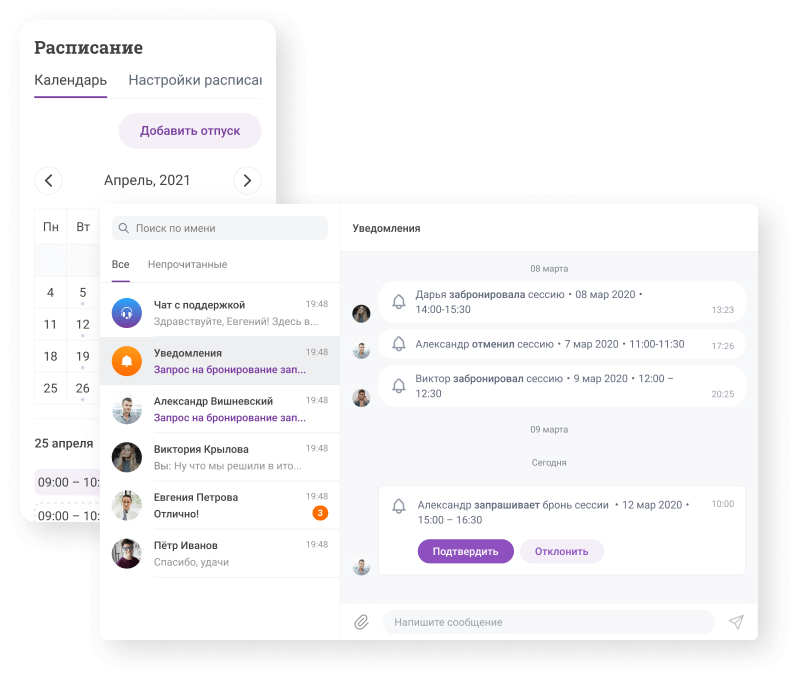 Расписание
Календарь
Настройки расписан
Добавить отпуск
Апрель, 2021
Пн Вт
4 5
11 12
18 19
25 26
25 апреля
09:00 – 10:
09:00 – 10:
Поиск по имени
Все
Непрочитанные
Чат с поддержкой
19:48
Здравствуйте, Евгений! Здесь в...
Уведомления
19:48
Запрос на бронирование зап...
Александр Вишневский
19:48
Запрос на бронирование зап...
Виктория Крылова
19:48
Вы: Ну что мы решили в ито...
Евгения Петрова
19:48
Отлично!
3
Пётр Иванов
19:48
Спасибо, удачи
Уведомления
08 марта
Дарья забронировала сессию • 08 мар 2020 •
14:00-15:30
13:23
Александр отменил сессию • 7 мар 2020 • 11:00-11:30
17:26
Виктор забронировал сессию • 9 мар 2020 • 12:00 –
12:30
20:25
09 марта
Сегодня
Александр запрашивает бронь сессии • 12 мар 2020 •
15:00 – 16:30
10:00
Подтвердить
Отклонить
Напишите сообщение